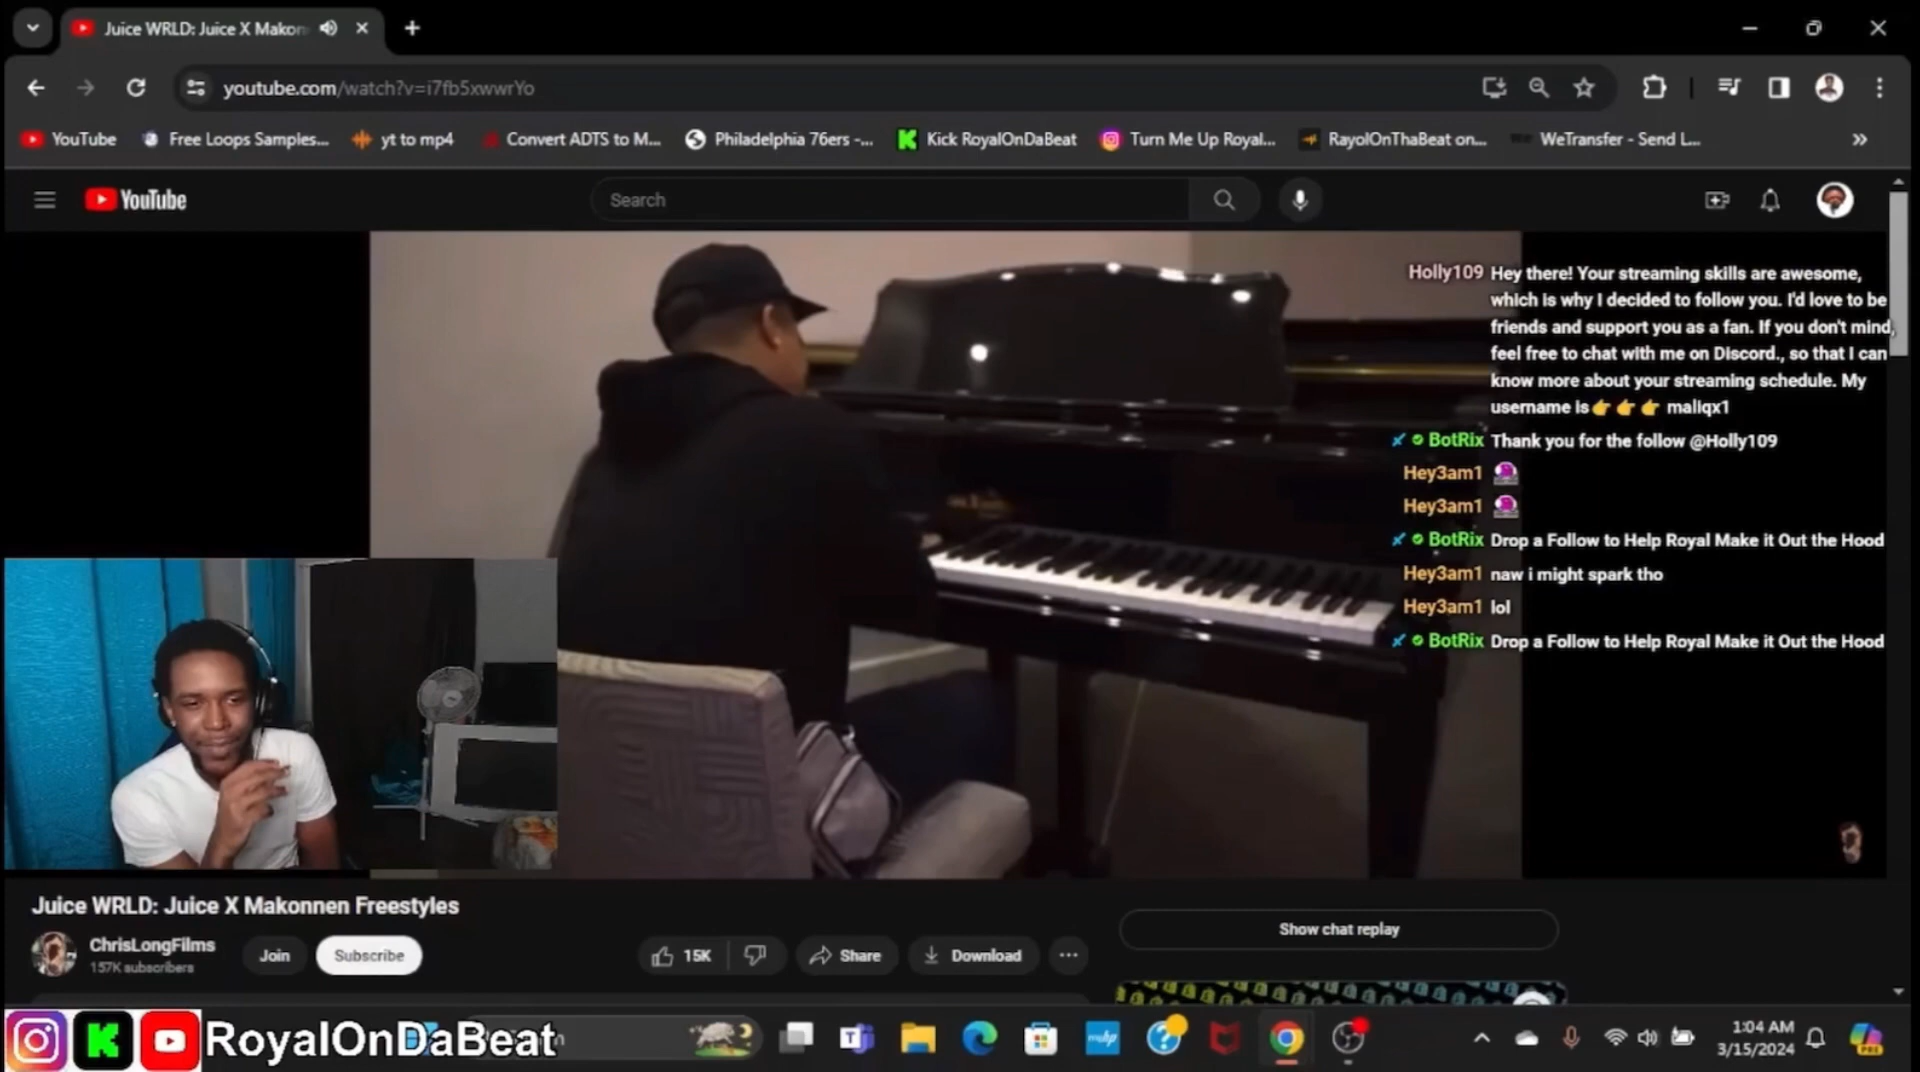 Juice WRLD: Juice X Makon
youtube.com/watch?v=i7fb5xwwrYo
YouTube
Free Loops Samples...
yt to mp4
Convert ADTS to M...
Philadelphia 76ers -...
Kick RoyalOnDaBeat
Turn Me Up Royal...
RayolOnThaBeat on...
WeTransfer - Send L...
YouTube
Search
Holly109 Hey there! Your streaming skills are awesome,
which is why I decided to follow you. I'd love to be
friends and support you as a fan. If you don't mind,
feel free to chat with me on Discord., so that I can
know more about your streaming schedule. My
username is👉👉👉 maliqx1
BotRix Thank you for the follow @Holly109
Hey3am1
Hey3am1
BotRix Drop a Follow to Help Royal Make it Out the Hood
Hey3am1 naw i might spark tho
Hey3am1 lol
BotRix Drop a Follow to Help Royal Make it Out the Hood
Juice WRLD: Juice X Makonnen Freestyles
ChrisLongFilms
157K subscribers
Join
Subscribe
15K
Share
Download
Show chat replay
RoyalOnDaBeat
myhp
1:04 AM
3/15/2024
PRE